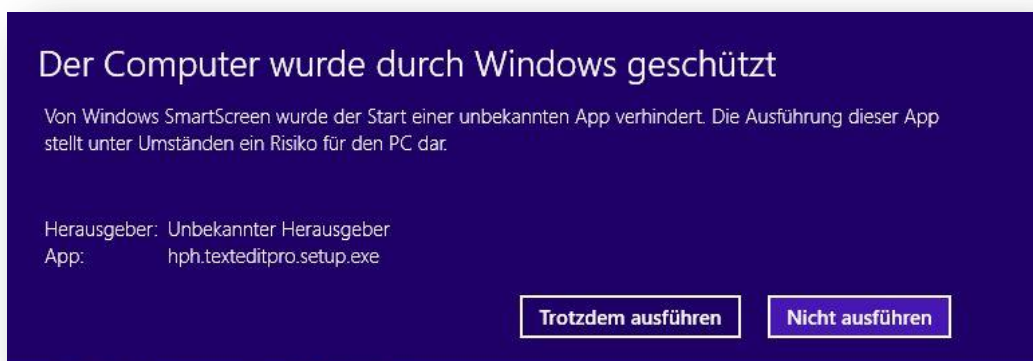 Der Computer wurde durch Windows geschützt
Von Windows SmartScreen wurde der Start einer unbekannten App verhindert. Die Ausführung dieser App
stellt unter Umständen ein Risiko für den PC dar.
Herausgeber: Unbekannter Herausgeber
App: hph.texteditpro.setup.exe
Trotzdem ausführen Nicht ausführen